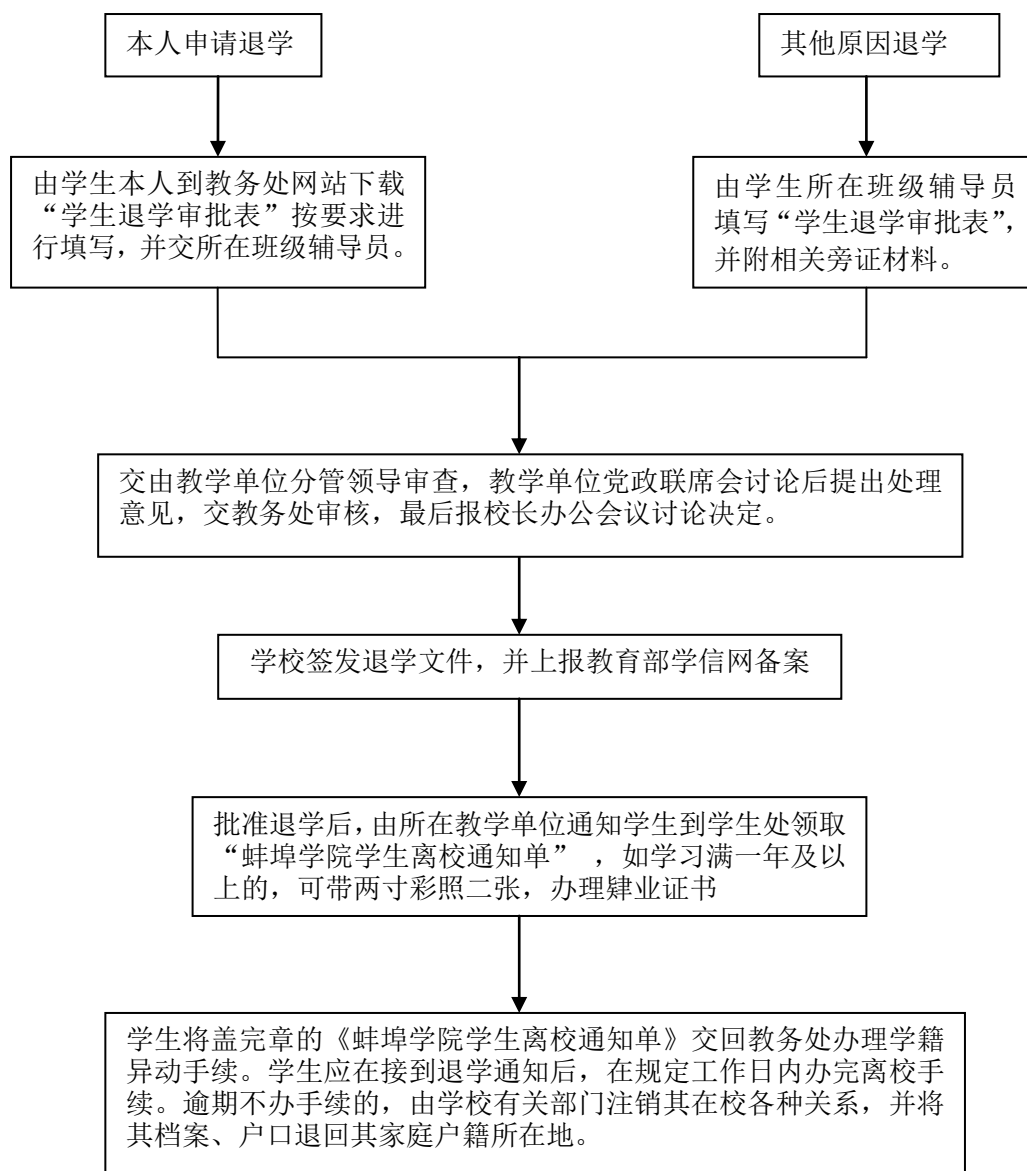 本人申请退学
其他原因退学
由学生本人到教务处网站下载
“学生退学审批表”按要求进
行填写，并交所在班级辅导员。
由学生所在班级辅导员
填写“学生退学审批表”，
并附相关旁证材料。
交由教学单位分管领导审查，教学单位党政联席会讨论后提出处理
意见，交教务处审核，最后报校长办公会议讨论决定。
学校签发退学文件，并上报教育部学信网备案
批准退学后，由所在教学单位通知学生到学生处领取
“蚌埠学院学生离校通知单” ，如学习满一年及以
上的，可带两寸彩照二张，办理肄业证书
学生将盖完章的《蚌埠学院学生离校通知单》交回教务处办理学籍
异动手续。学生应在接到退学通知后，在规定工作日内办完离校手
续。逾期不办手续的，由学校有关部门注销其在校各种关系，并将
其档案、户口退回其家庭户籍所在地。